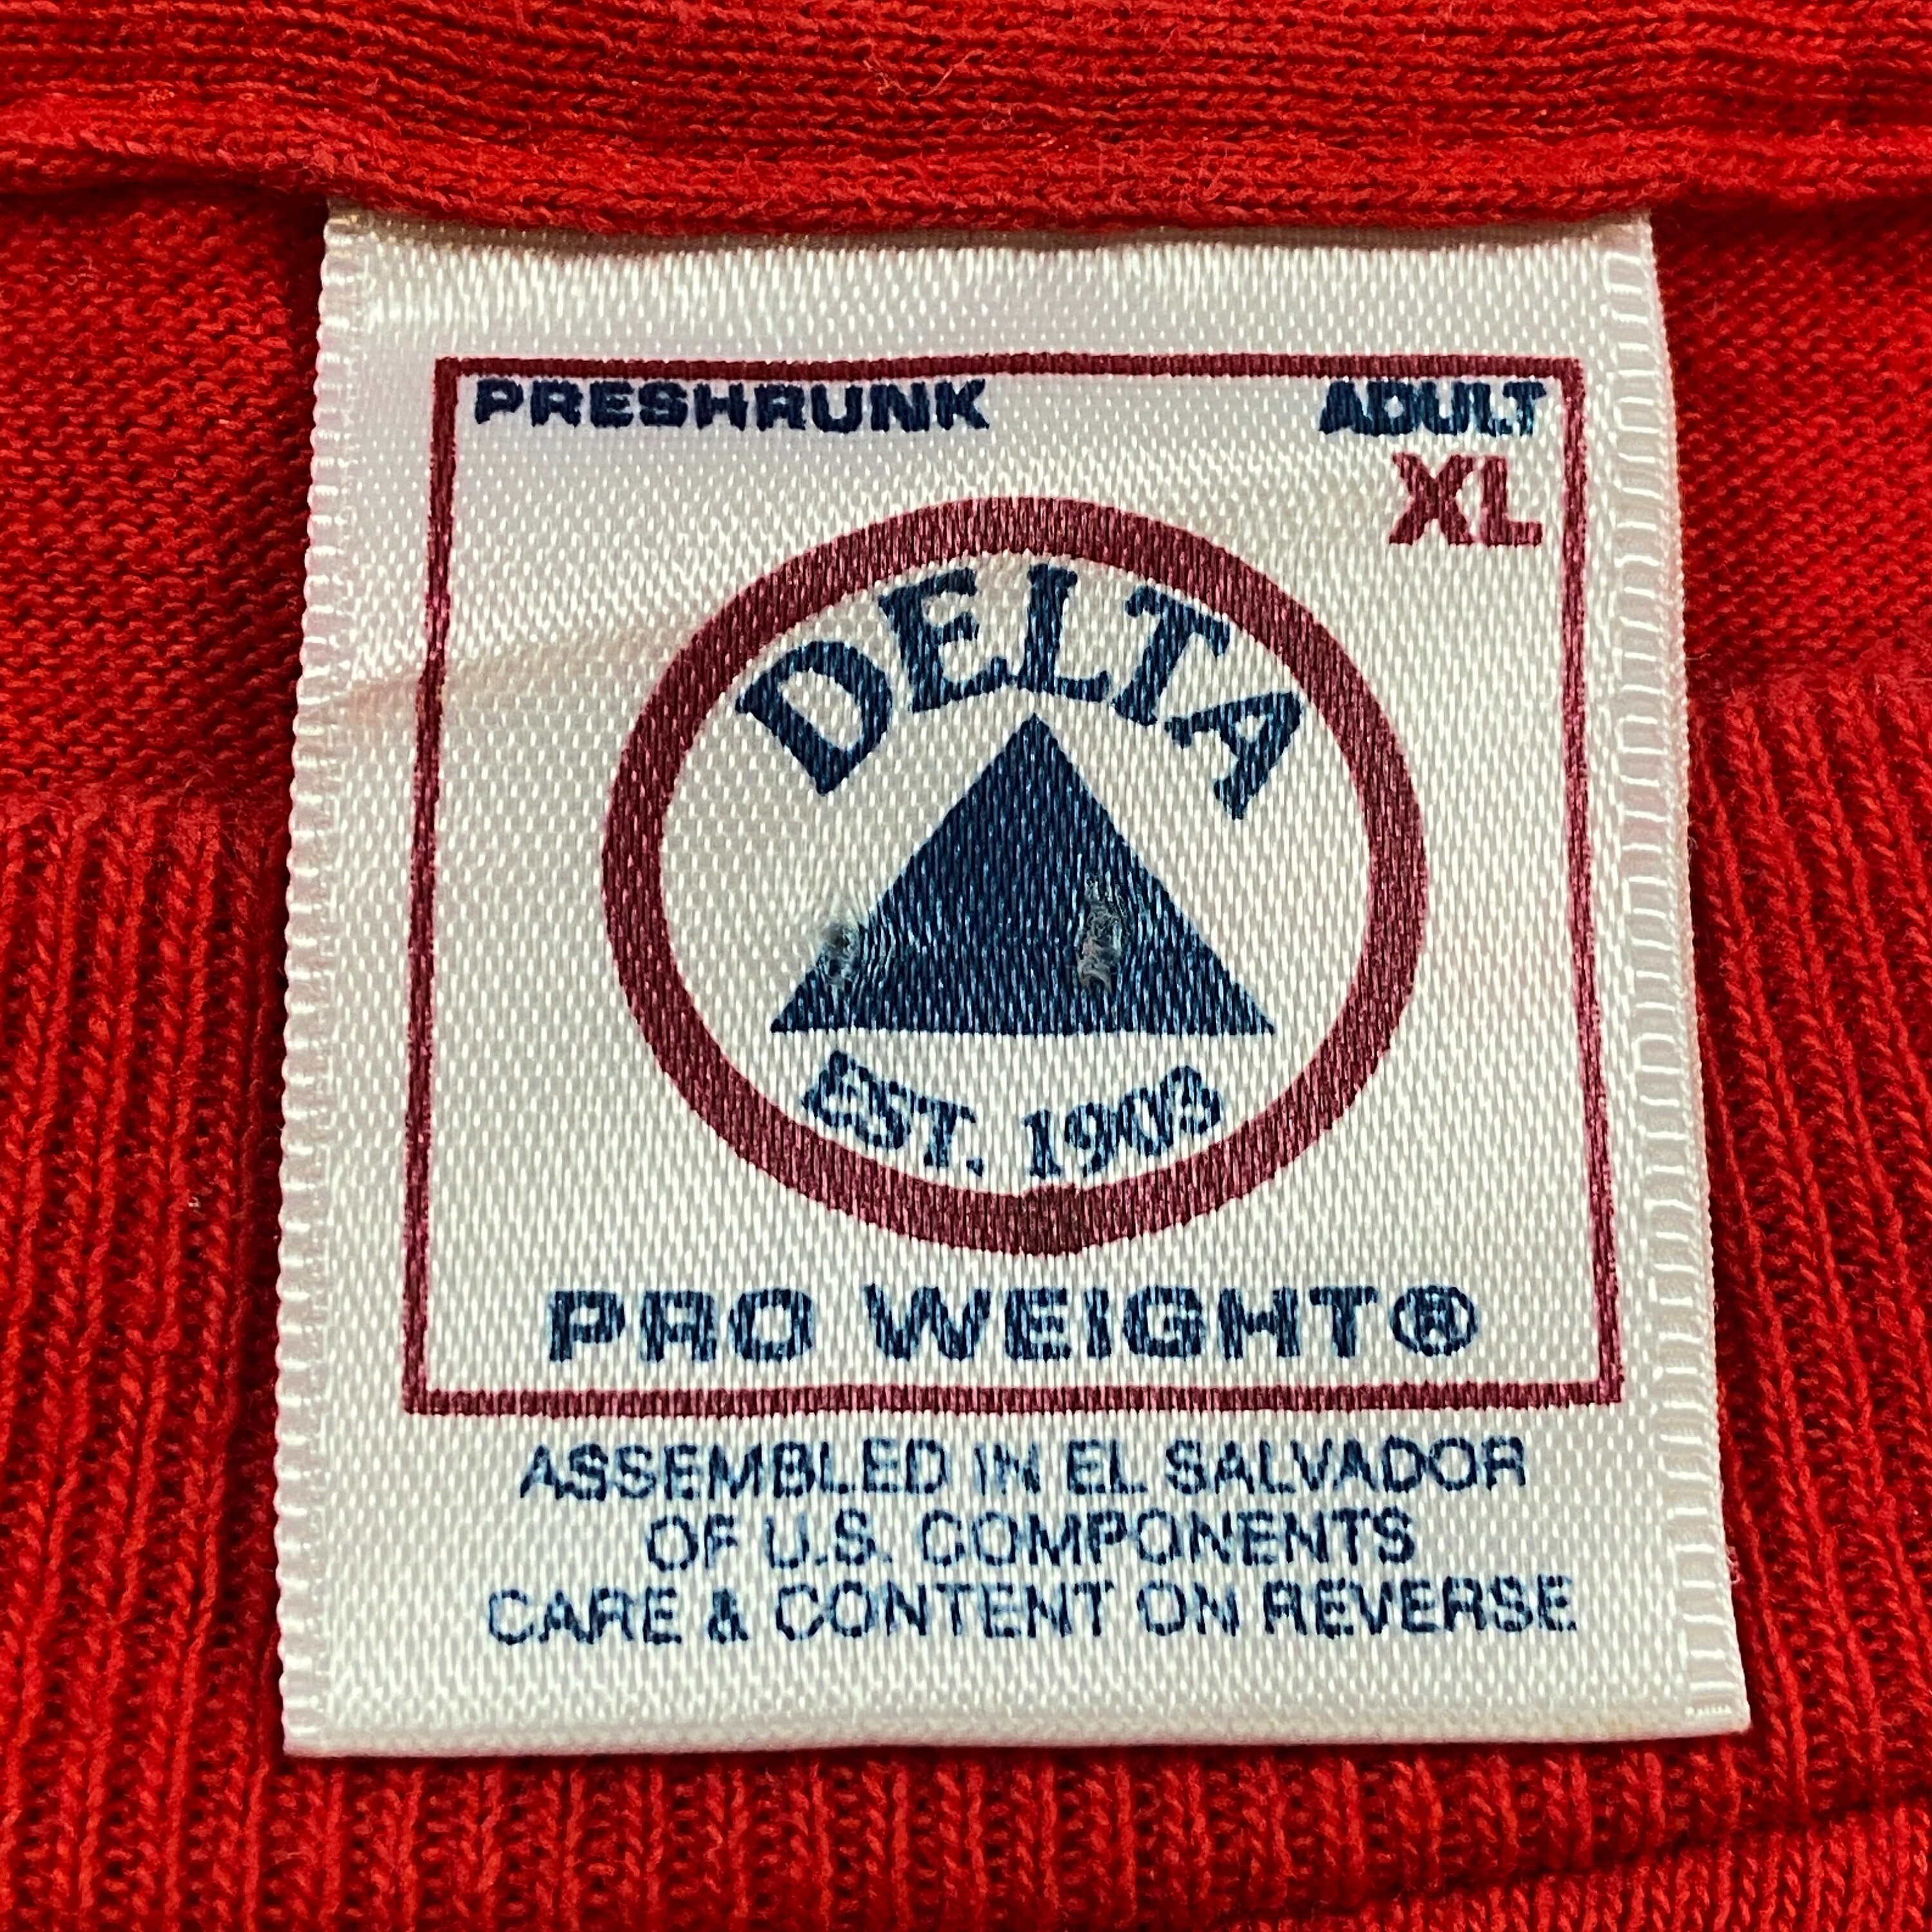 PRESHRUNK ADULT
XL
DELTA
EST. 1903
PRO WEIGHT®
ASSEMBLED IN EL SALVADOR
OF U.S. COMPONENTS
CARE & CONTENT ON REVERSE